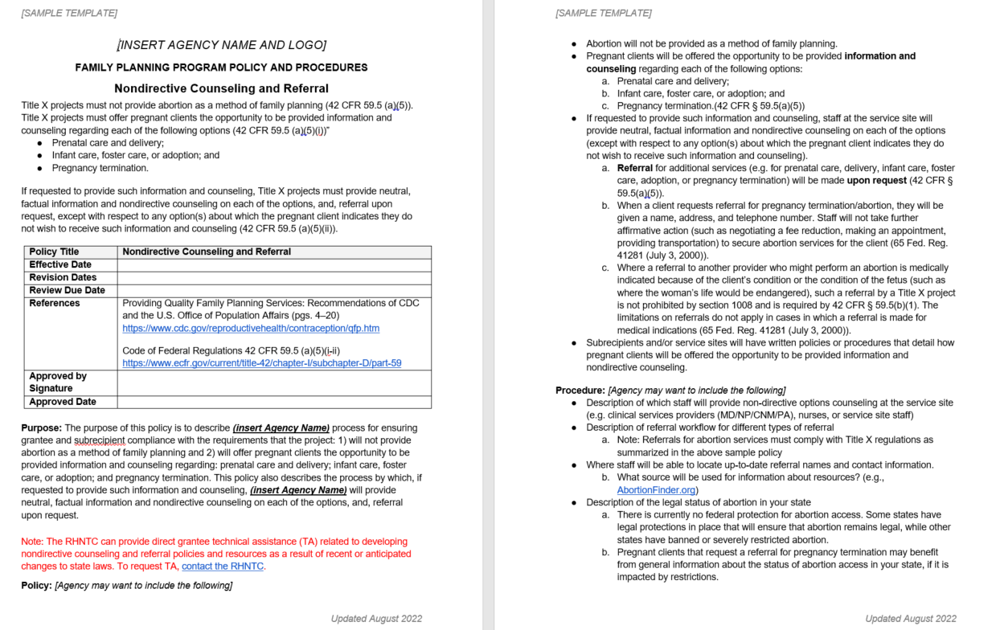 [SAMPLE TEMPLATE]
[INSERT AGENCY NAME AND LOGO]
FAMILY PLANNING PROGRAM POLICY AND PROCEDURES
Nondirective Counseling and Referral
Title X projects must not provide abortion as a method of family planning (42 CFR 59.5 (a)(5)).
Title X projects must offer pregnant clients the opportunity to be provided information and
counseling regarding each of the following options (42 CFR 59.5 (a)(5)(i))"
● Prenatal care and delivery;
● Infant care, foster care, or adoption; and
● Pregnancy termination.
If requested to provide such information and counseling, Title X projects must provide neutral,
factual information and nondirective counseling on each of the options, and, referral upon
request, except with respect to any option(s) about which the pregnant client indicates they do
not wish to receive such information and counseling (42 CFR 59.5 (a)(5)(ii)).
Policy Title Nondirective Counseling and Referral
Effective Date
Revision Dates
Review Due Date
References Providing Quality Family Planning Services: Recommendations of CDC
and the U.S. Office of Population Affairs (pgs. 4–20)
https://www.cdc.gov/reproductivehealth/contraception/qfp.htm
Code of Federal Regulations 42 CFR 59.5 (a)(5)(i-ii)
https://www.ecfr.gov/current/title-42/chapter-I/subchapter-D/part-59
Approved by
Signature
Approved Date
Purpose: The purpose of this policy is to describe (insert Agency Name) process for ensuring
grantee and subrecipient compliance with the requirements that the project: 1) will not provide
abortion as a method of family planning and 2) will offer pregnant clients the opportunity to be
provided information and counseling regarding: prenatal care and delivery; infant care, foster
care, or adoption; and pregnancy termination. This policy also describes the process by which, if
requested to provide such information and counseling, (insert Agency Name) will provide
neutral, factual information and nondirective counseling on each of the options, and, referral
upon request.
Note: The RHNTC can provide direct grantee technical assistance (TA) related to developing
nondirective counseling and referral policies and resources as a result of recent or anticipated
changes to state laws. To request TA, contact the RHNTC.
Policy: [Agency may want to include the following]
Updated August 2022
[SAMPLE TEMPLATE]
● Abortion will not be provided as a method of family planning.
● Pregnant clients will be offered the opportunity to be provided information and
counseling regarding each of the following options:
a. Prenatal care and delivery;
b. Infant care, foster care, or adoption; and
c. Pregnancy termination.(42 CFR § 59.5(a)(5))
● If requested to provide such information and counseling, staff at the service site will
provide neutral, factual information and nondirective counseling on each of the options
(except with respect to any option(s) about which the pregnant client indicates they do
not wish to receive such information and counseling).
a. Referral for additional services (e.g. for prenatal care, delivery, infant care, foster
care, adoption, or pregnancy termination) will be made upon request (42 CFR §
59.5(a)(5)).
b. When a client requests referral for pregnancy termination/abortion, they will be
given a name, address, and telephone number. Staff will not take further
affirmative action (such as negotiating a fee reduction, making an appointment,
providing transportation) to secure abortion services for the client (65 Fed. Reg.
41281 (July 3, 2000)).
c. Where a referral to another provider who might perform an abortion is medically
indicated because of the client's condition or the condition of the fetus (such as
where the woman's life would be endangered), such a referral by a Title X project
is not prohibited by section 1008 and is required by 42 CFR § 59.5(b)(1). The
limitations on referrals do not apply in cases in which a referral is made for
medical indications (65 Fed. Reg. 41281 (July 3, 2000)).
● Subrecipients and/or service sites will have written policies or procedures that detail how
pregnant clients will be offered the opportunity to be provided information and
nondirective counseling.
Procedure: [Agency may want to include the following]
● Description of which staff will provide non-directive options counseling at the service site
(e.g. clinical services providers (MD/NP/CNM/PA), nurses, or service site staff)
● Description of referral workflow for different types of referral
a. Note: Referrals for abortion services must comply with Title X regulations as
summarized in the above sample policy
● Where staff will be able to locate up-to-date referral names and contact information.
b. What source will be used for information about resources? (e.g.,
AbortionFinder.org)
● Description of the legal status of abortion in your state
a. There is currently no federal protection for abortion access. Some states have
legal protections in place that will ensure that abortion remains legal, while other
states have banned or severely restricted abortion.
b. Pregnant clients that request a referral for pregnancy termination may benefit
from general information about the status of abortion access in your state, if it is
impacted by restrictions.
Updated August 2022